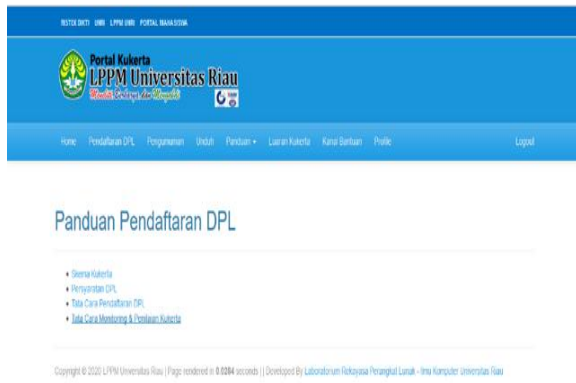 RISTEK DIKTI UNRI LPPM UNRI PORTAL MAHASISWA
Portal Kukerta
LPPM Universitas Riau
Home Pendaftaran DPL Pengumuman Unduh Panduan Luaran Kukerta Kanal Bantuan Profile Logout
Panduan Pendaftaran DPL
Skema Kukerta
Persyaratan DPL
Tata Cara Pendaftaran DPL
Tata Cara Monitoring & Penilaian Kukerta
Copyright © 2020 LPPM Universitas Riau | Page rendered in 0.0284 seconds | | Developed By Laboratorium Rekayasa Perangkat Lunak - Ilmu Komputer Universitas Riau